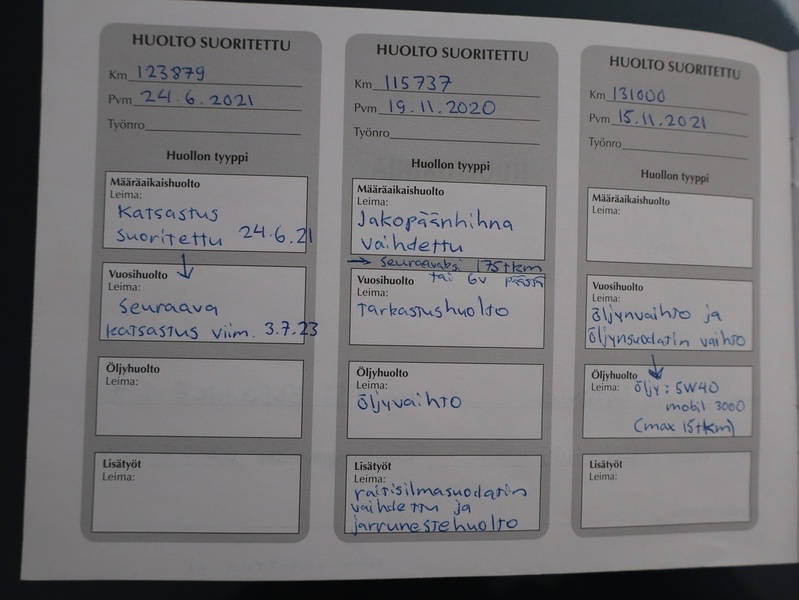 HUOLTO SUORITETTU
Km 123879
Pvm 24.6.2021
Työnro
Huollon tyyppi
Määräaikaishuolto
Leima:
Katsastus
suoritettu 24.6.21
Vuosihuolto
Leima:
Seuraava
katsastus viim. 3.7.23
Öljyhuolto
Leima:
Lisätyöt
Leima:
HUOLTO SUORITETTU
Km 115737
Pvm 19.11.2020
Työnro
Huollon tyyppi
Määräaikaishuolto
Leima:
Jakopäänhihna
vaihdettu
→ seuraavaksi 175tkm
tai 6v päästä
Vuosihuolto
Leima:
tarkastushuolto
Öljyhuolto
Leima:
öljyvaihto
Lisätyöt
Leima:
raitisilmasuodatin
vaihdettu ja
jarrunestehuolto
HUOLTO SUORITETTU
Km 131000
Pvm 15.11.2021
Työnro
Huollon tyyppi
Määräaikaishuolto
Leima:
Vuosihuolto
Leima:
öljynvaihto ja
öljynsuodatin vaihto
Öljyhuolto
Leima: öljy: 5W40
mobil 3000
(max 15tkm)
Lisätyöt
Leima: